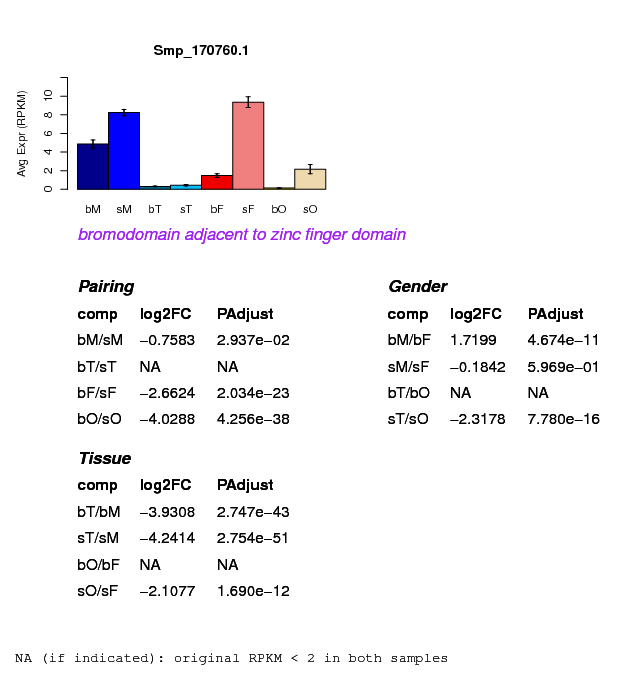 Smp_170760.1
Avg Expr (RPKM)
0 2 4 6 8 10
bM sM bT sT bF sF bO sO
bromodomain adjacent to zinc finger domain
Pairing Gender
comp log2FC PAdjust comp log2FC PAdjust
bM/sM −0.7583 2.937e−02 bM/bF 1.7199 4.674e−11
bT/sT NA NA sM/sF −0.1842 5.969e−01
bF/sF −2.6624 2.034e−23 bT/bO NA NA
bO/sO −4.0288 4.256e−38 sT/sO −2.3178 7.780e−16
Tissue
comp log2FC PAdjust
bT/bM −3.9308 2.747e−43
sT/sM −4.2414 2.754e−51
bO/bF NA NA
sO/sF −2.1077 1.690e−12
NA (if indicated): original RPKM < 2 in both samples